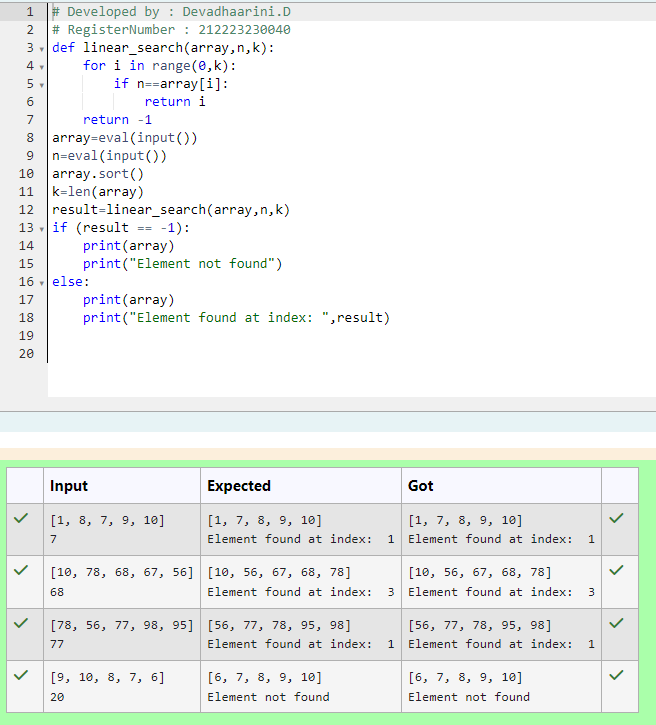 1 # Developed by : Devadhaarini.D
2 # RegisterNumber : 212223230040
3 def linear_search(array,n,k):
4     for i in range(0,k):
5         if n==array[i]:
6             return i
7     return -1
8 array=eval(input())
9 n=eval(input())
10 array.sort()
11 k=len(array)
12 result=linear_search(array,n,k)
13 if (result == -1):
14     print(array)
15     print("Element not found")
16 else:
17     print(array)
18     print("Element found at index: ",result)
19
20
Input Expected Got
[1, 8, 7, 9, 10] [1, 7, 8, 9, 10] [1, 7, 8, 9, 10]
7 Element found at index:  1 Element found at index:  1
[10, 78, 68, 67, 56] [10, 56, 67, 68, 78] [10, 56, 67, 68, 78]
68 Element found at index:  3 Element found at index:  3
[78, 56, 77, 98, 95] [56, 77, 78, 95, 98] [56, 77, 78, 95, 98]
77 Element found at index:  1 Element found at index:  1
[9, 10, 8, 7, 6] [6, 7, 8, 9, 10] [6, 7, 8, 9, 10]
20 Element not found Element not found